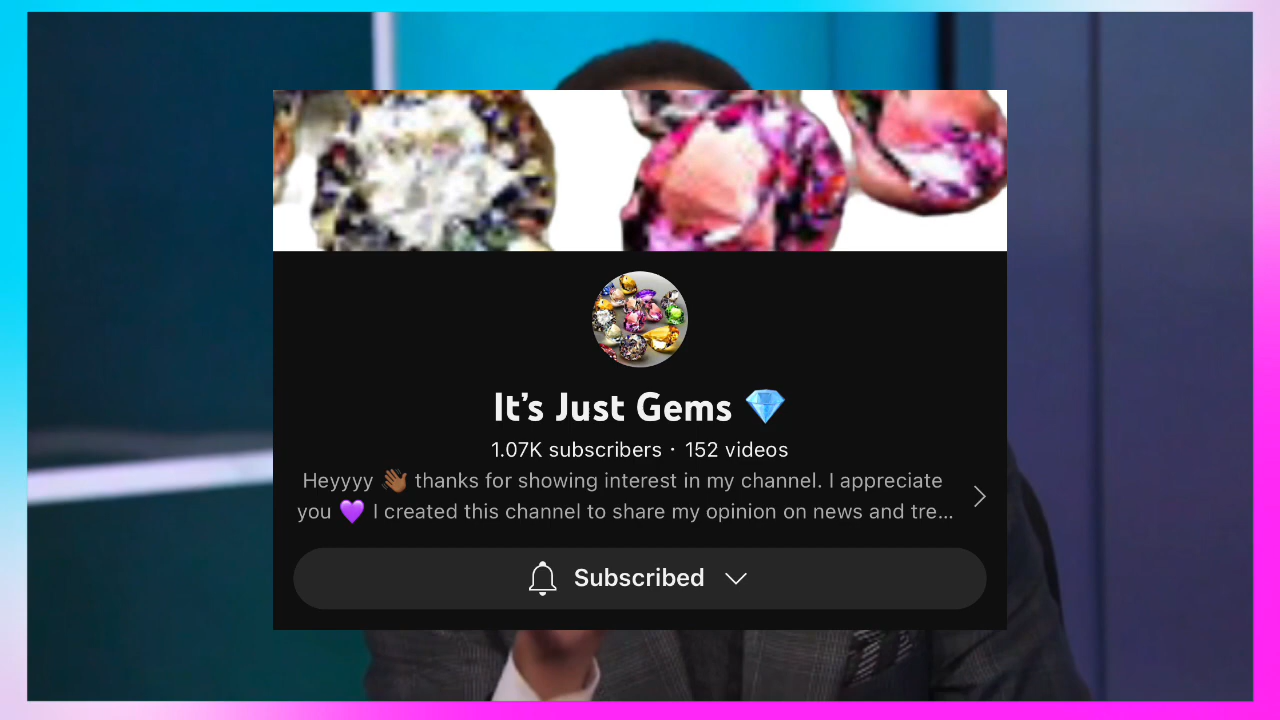 It's Just Gems 💎
1.07K subscribers · 152 videos
Heyyyy 👋🏾 thanks for showing interest in my channel. I appreciate
you 💜 I created this channel to share my opinion on news and tre...
Subscribed